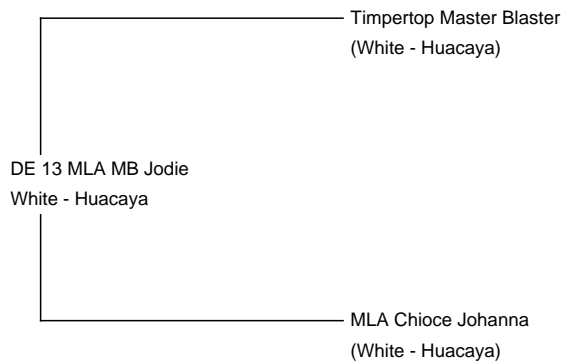 Timpertop Master Blaster
(White - Huacaya)
DE 13 MLA MB Jodie
White - Huacaya
MLA Chioce Johanna
(White - Huacaya)